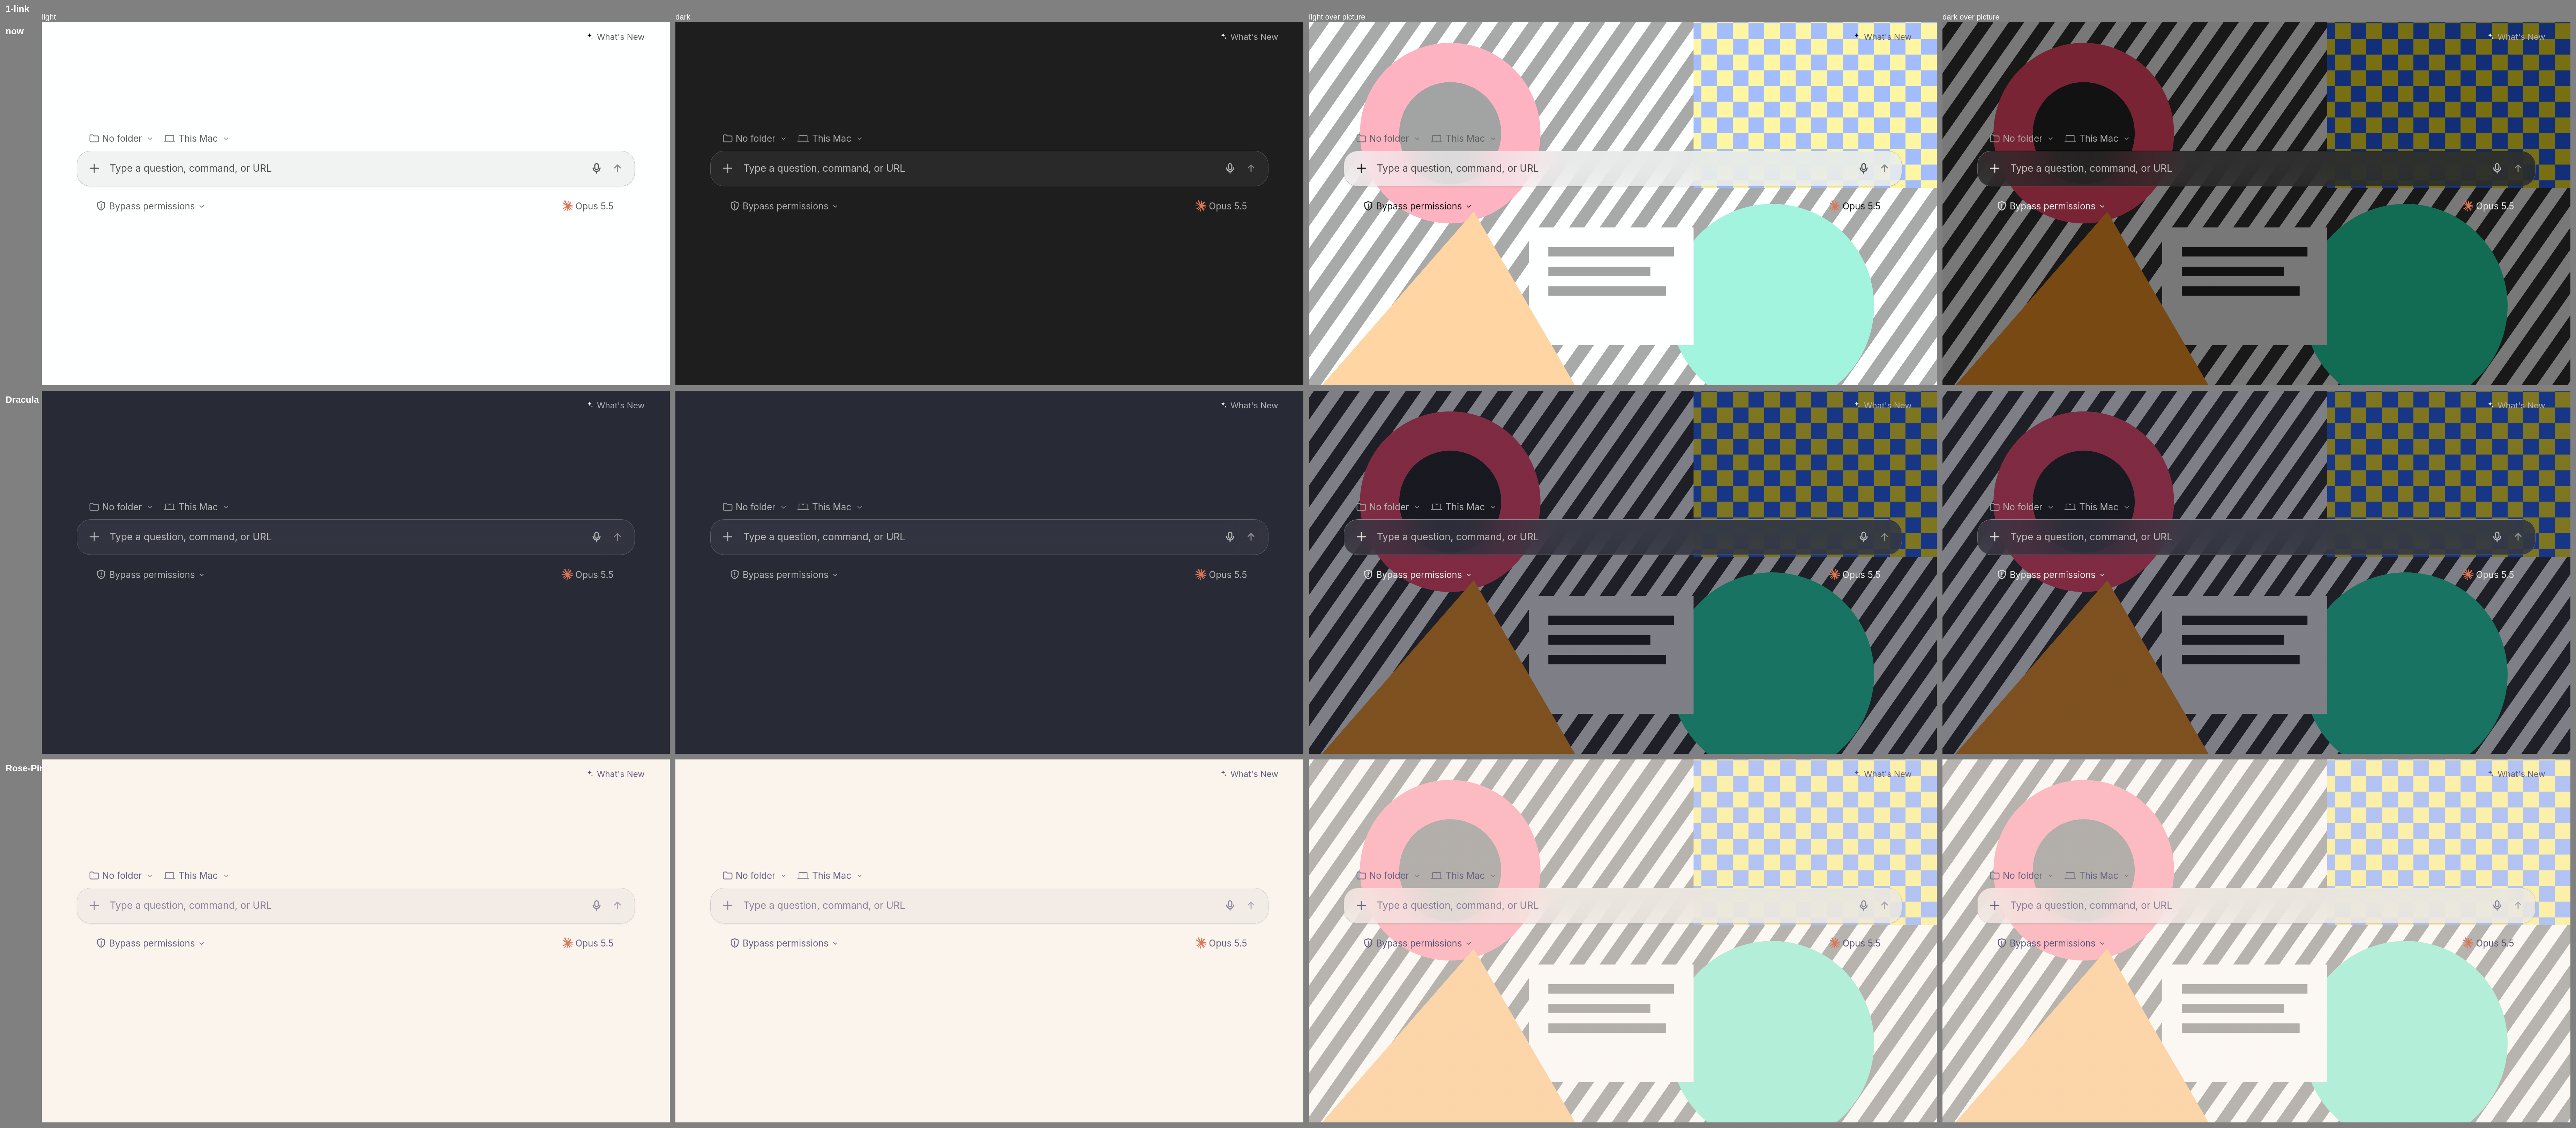 1-link
light
dark
light over picture
dark over picture
now
What's New
What's New
What's New
What's New
No folder
This Mac
No folder
This Mac
No folder
This Mac
No folder
This Mac
Type a question, command, or URL
Type a question, command, or URL
Type a question, command, or URL
Type a question, command, or URL
Bypass permissions
Opus 5.5
Bypass permissions
Opus 5.5
Bypass permissions
Opus 5.5
Bypass permissions
Opus 5.5
Dracula
What's New
What's New
What's New
What's New
No folder
This Mac
No folder
This Mac
No folder
This Mac
No folder
This Mac
Type a question, command, or URL
Type a question, command, or URL
Type a question, command, or URL
Type a question, command, or URL
Bypass permissions
Opus 5.5
Bypass permissions
Opus 5.5
Bypass permissions
Opus 5.5
Bypass permissions
Opus 5.5
Rose-Pin
What's New
What's New
What's New
What's New
No folder
This Mac
No folder
This Mac
No folder
This Mac
No folder
This Mac
Type a question, command, or URL
Type a question, command, or URL
Type a question, command, or URL
Type a question, command, or URL
Bypass permissions
Opus 5.5
Bypass permissions
Opus 5.5
Bypass permissions
Opus 5.5
Bypass permissions
Opus 5.5